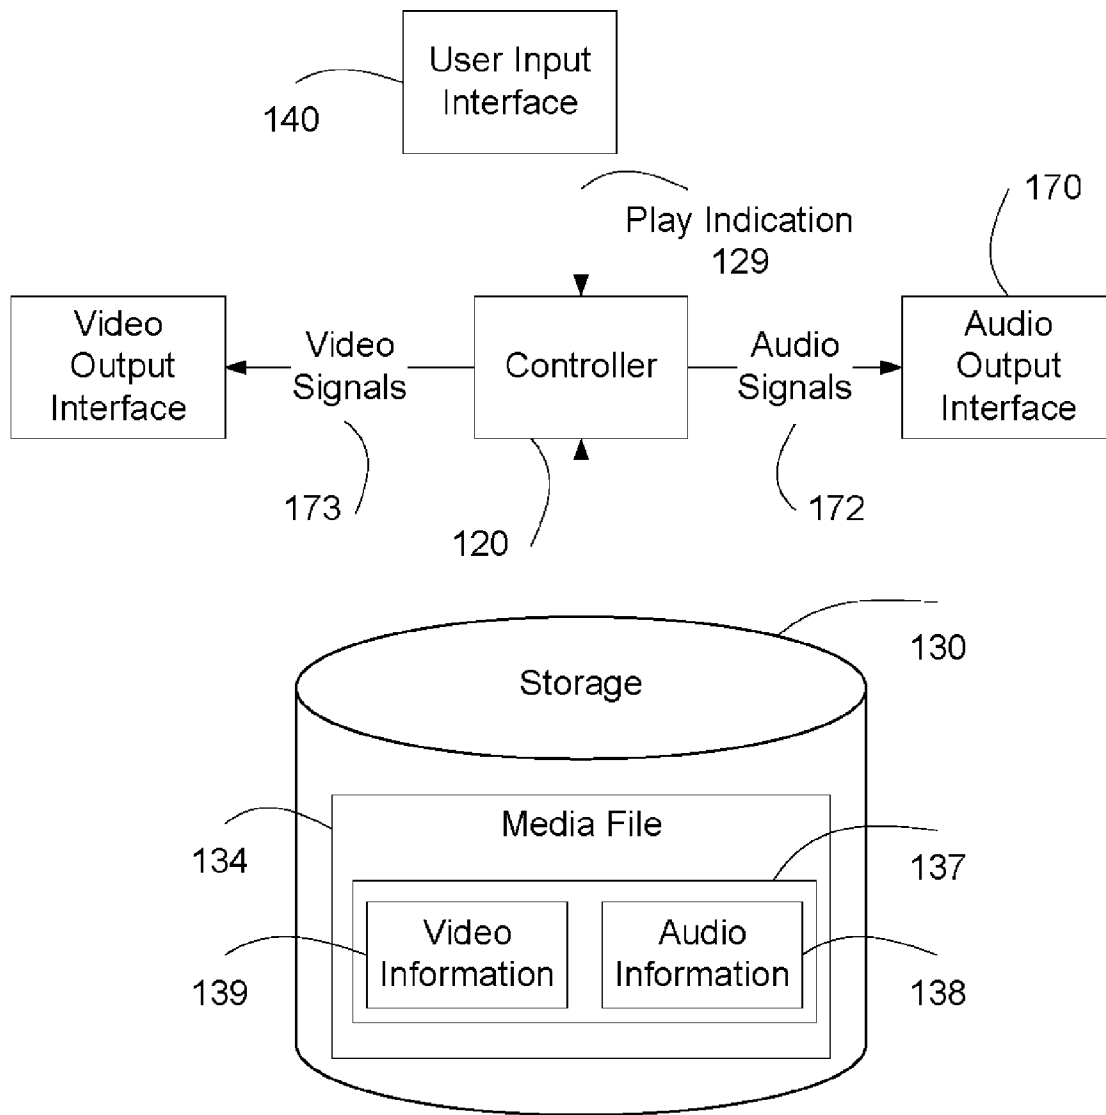 User Input
Interface
140
170
Play Indication
129
Video
Output
Interface
Video
Signals
Controller
Audio
Signals
Audio
Output
Interface
173
120
172
130
Storage
Media File
134
137
Video
Information
Audio
Information
139
138